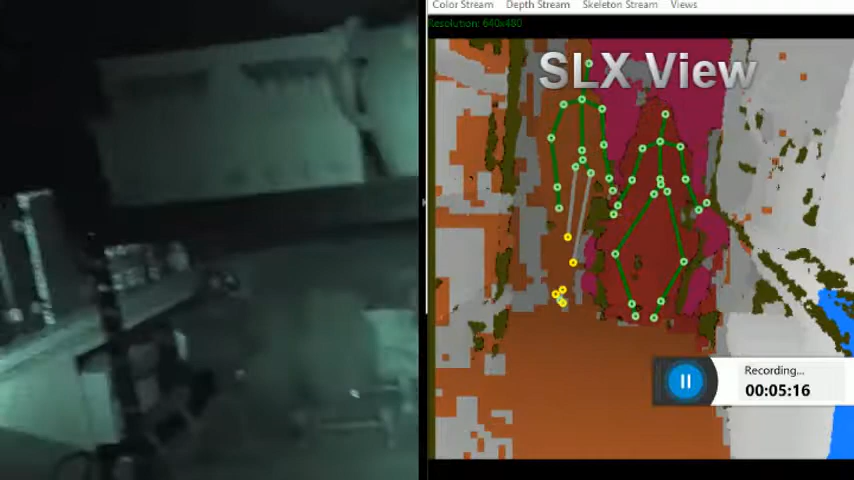 Color Stream Depth Stream Skeleton Stream Views
Resolution: 640x480
SLX View
Recording...
00:05:16